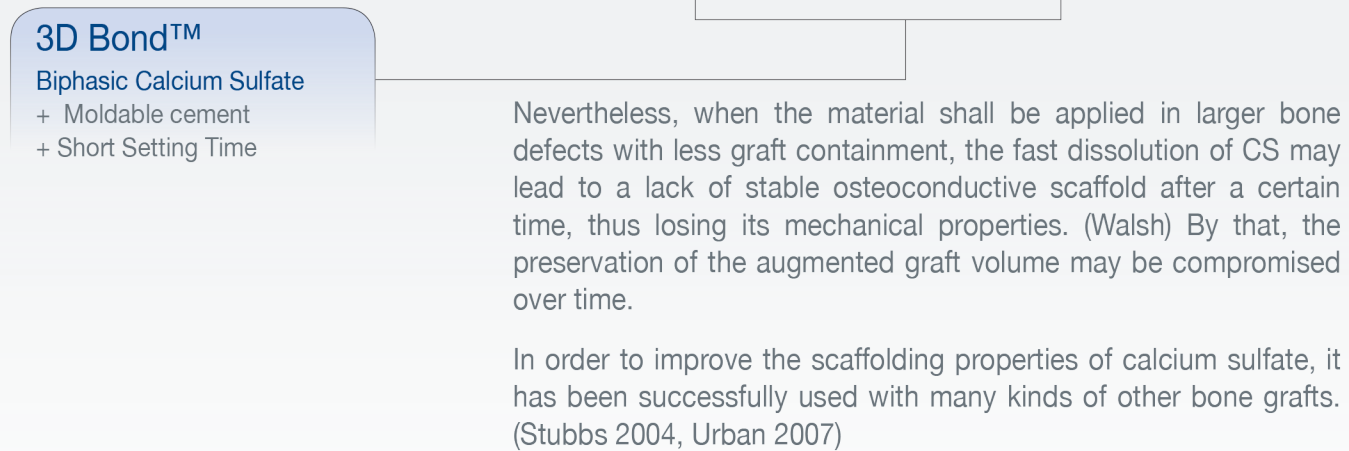 3D Bond™
Biphasic Calcium Sulfate
+ Moldable cement
+ Short Setting Time
Nevertheless, when the material shall be applied in larger bone
defects with less graft containment, the fast dissolution of CS may
lead to a lack of stable osteoconductive scaffold after a certain
time, thus losing its mechanical properties. (Walsh) By that, the
preservation of the augmented graft volume may be compromised
over time.
In order to improve the scaffolding properties of calcium sulfate, it
has been successfully used with many kinds of other bone grafts.
(Stubbs 2004, Urban 2007)